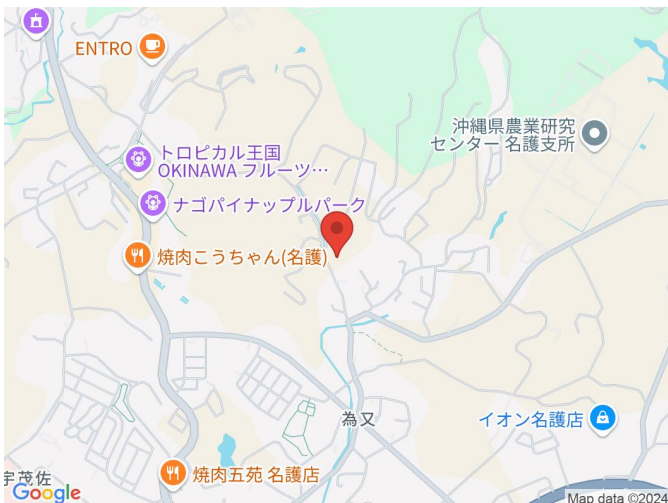 ENTRO
沖縄県農業研究
センター 名護支所
トロピカル王国
OKINAWA フルーツ…
ナゴパイナップルパーク
焼肉こうちゃん(名護)
為又
イオン名護店
宇茂佐
焼肉五苑 名護店
Google
Map data ©2024